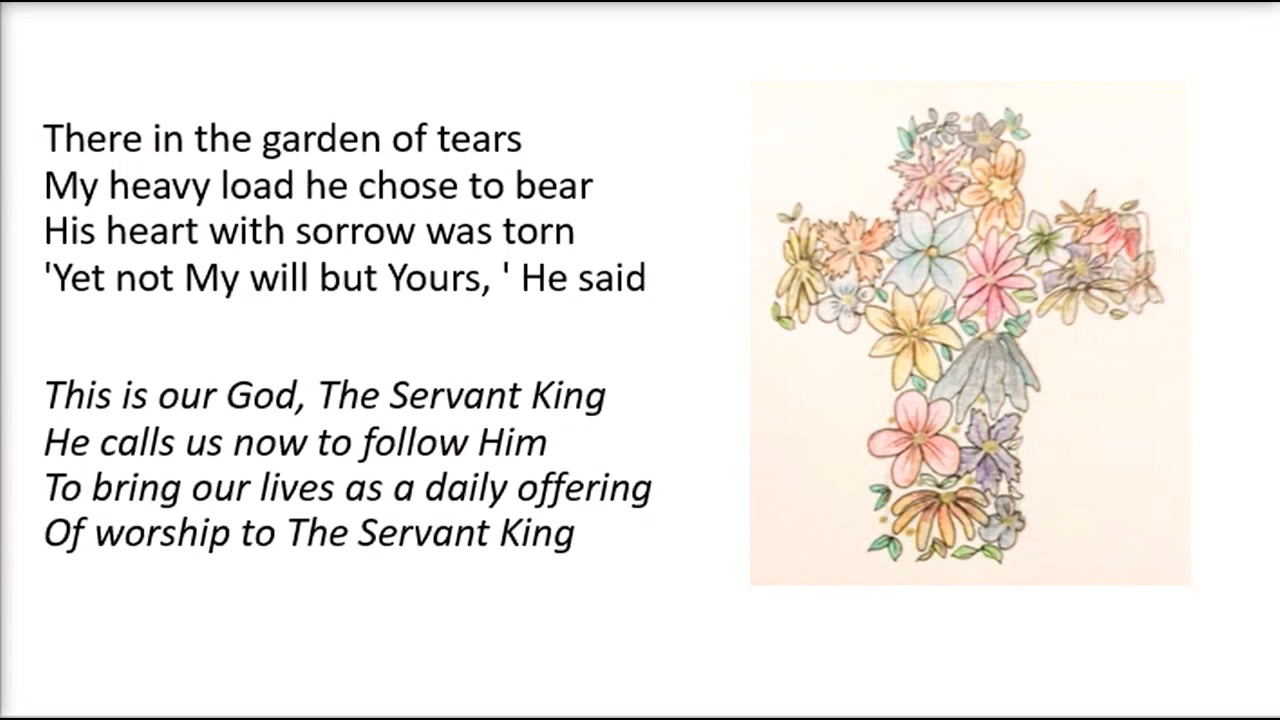 There in the garden of tears
My heavy load he chose to bear
His heart with sorrow was torn
'Yet not My will but Yours, ' He said
This is our God, The Servant King
He calls us now to follow Him
To bring our lives as a daily offering
Of worship to The Servant King